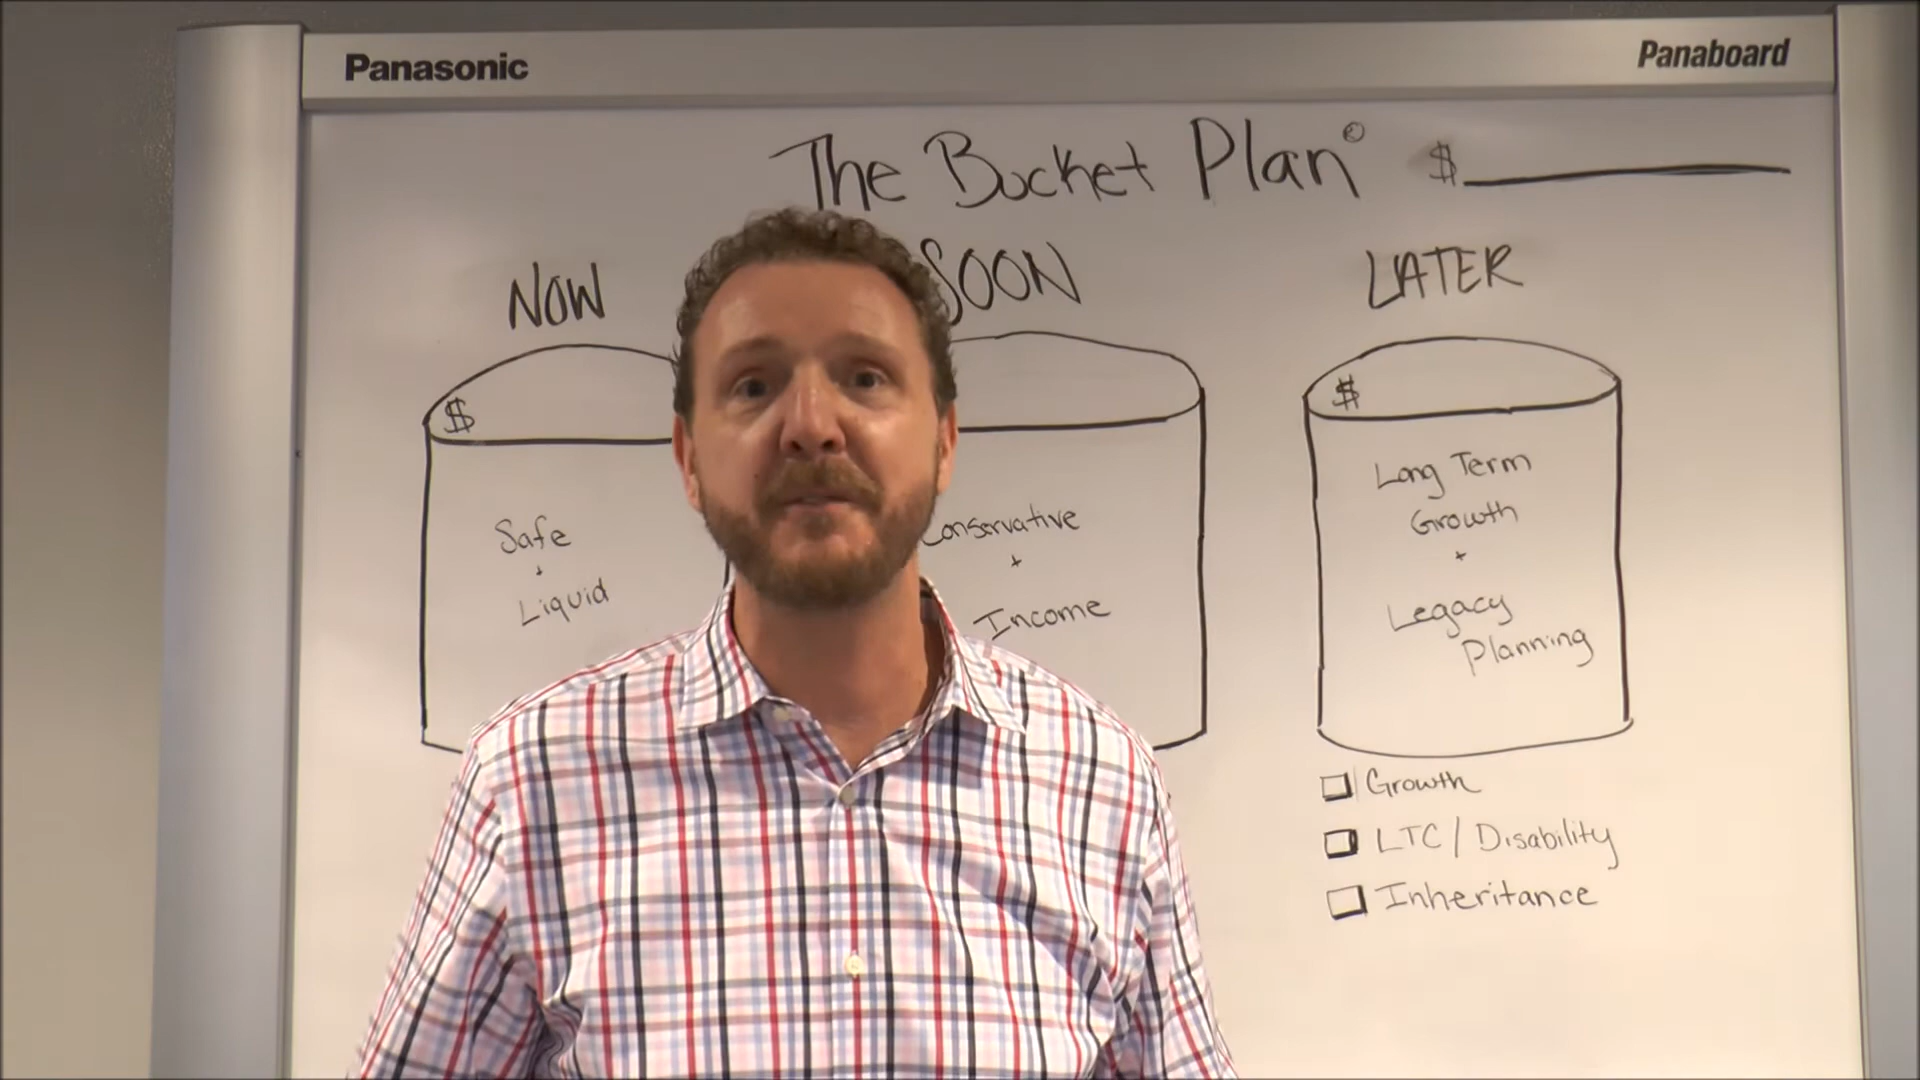 Panasonic
Panaboard
The Bucket Plan® $
NOW
SOON
LATER
$
Safe
+
Liquid
Conservative
+
Income
$
Long Term
Growth
+
Legacy
Planning
Growth
LTC / Disability
Inheritance